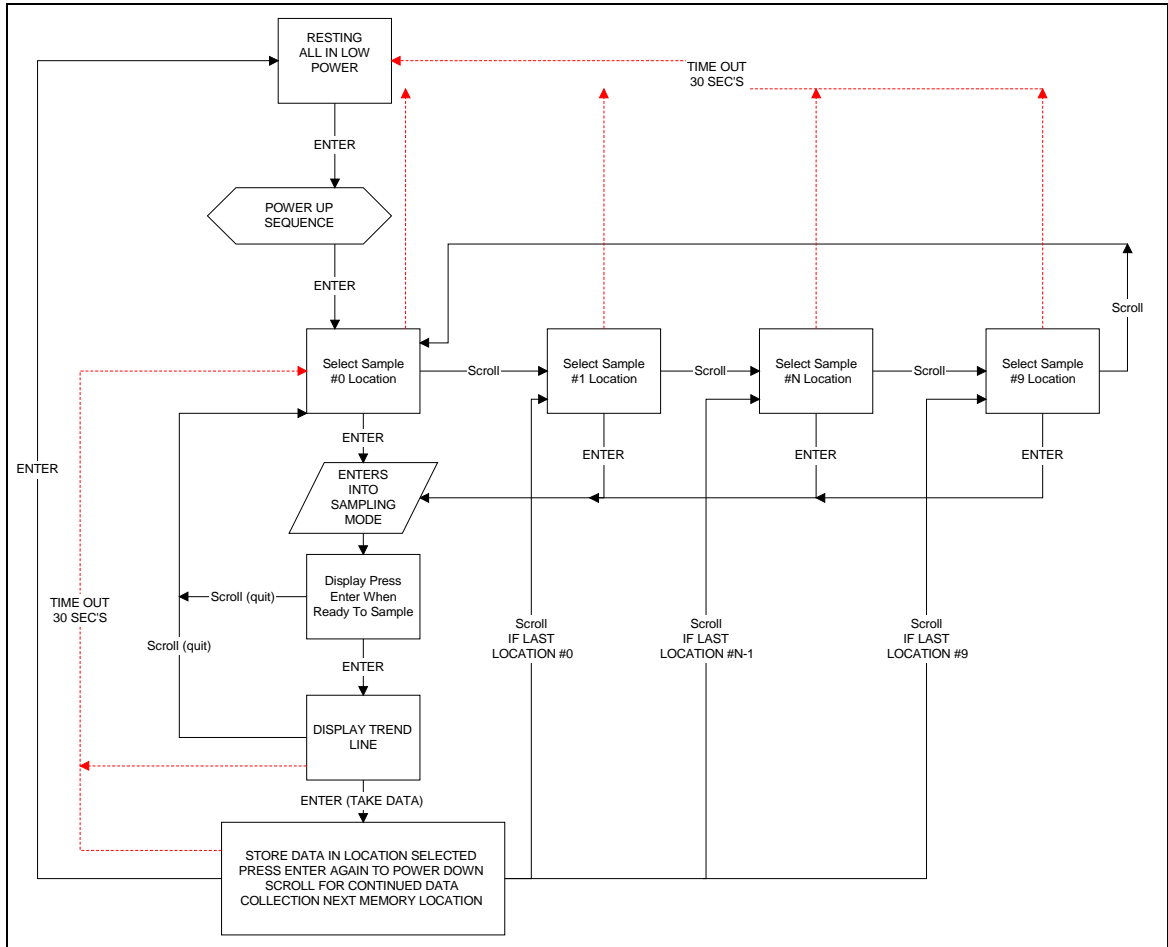 RESTING
ALL IN LOW
POWER
TIME OUT
30 SEC'S
ENTER
POWER UP
SEQUENCE
ENTER
Scroll
Select Sample
#0 Location
Scroll
Select Sample
#1 Location
Scroll
Select Sample
#N Location
Scroll
Select Sample
#9 Location
ENTER
ENTER
ENTER
ENTER
ENTER
ENTERS
INTO
SAMPLING
MODE
Display Press
Enter When
Ready To Sample
Scroll (quit)
TIME OUT
30 SEC'S
Scroll (quit)
Scroll
IF LAST
LOCATION #0
Scroll
IF LAST
LOCATION #N-1
Scroll
IF LAST
LOCATION #9
ENTER
DISPLAY TREND
LINE
ENTER (TAKE DATA)
STORE DATA IN LOCATION SELECTED
PRESS ENTER AGAIN TO POWER DOWN
SCROLL FOR CONTINUED DATA
COLLECTION NEXT MEMORY LOCATION